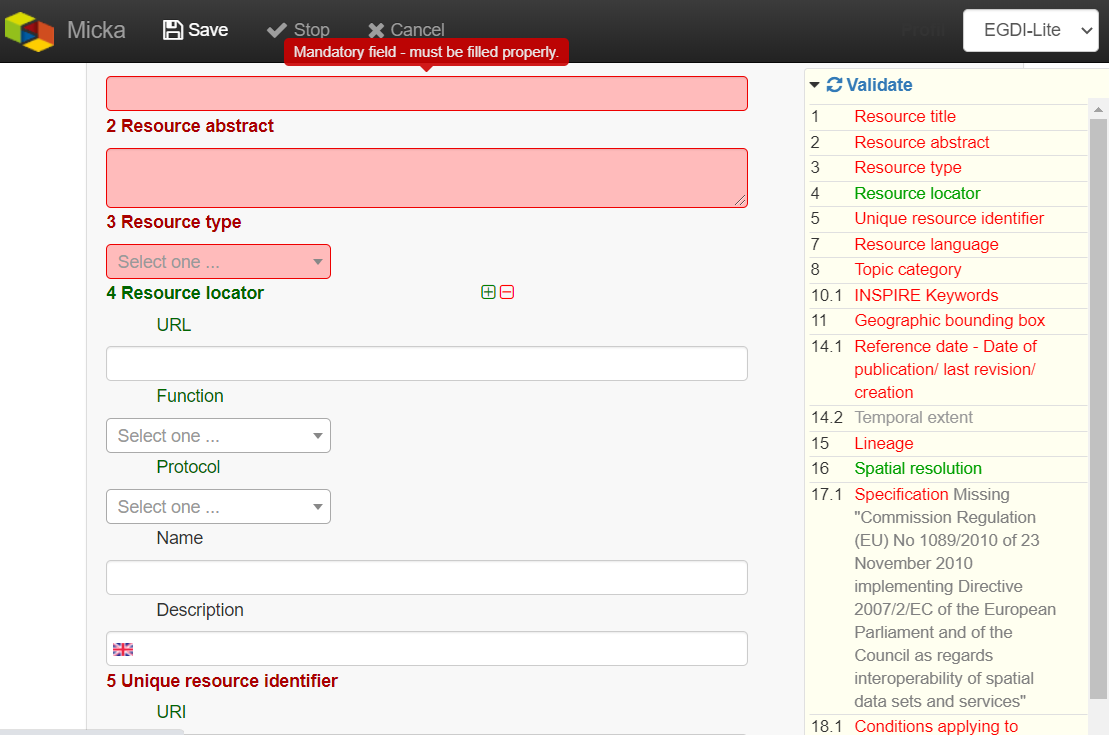 Micka Save Stop Cancel Profil EGDI-Lite
Mandatory field - must be filled properly.
2 Resource abstract
3 Resource type
Select one ...
4 Resource locator
URL
Function
Select one ...
Protocol
Select one ...
Name
Description
5 Unique resource identifier
URI
Validate
1 Resource title
2 Resource abstract
3 Resource type
4 Resource locator
5 Unique resource identifier
7 Resource language
8 Topic category
10.1 INSPIRE Keywords
11 Geographic bounding box
14.1 Reference date - Date of
publication/ last revision/
creation
14.2 Temporal extent
15 Lineage
16 Spatial resolution
17.1 Specification Missing
"Commission Regulation
(EU) No 1089/2010 of 23
November 2010
implementing Directive
2007/2/EC of the European
Parliament and of the
Council as regards
interoperability of spatial
data sets and services"
18.1 Conditions applying to